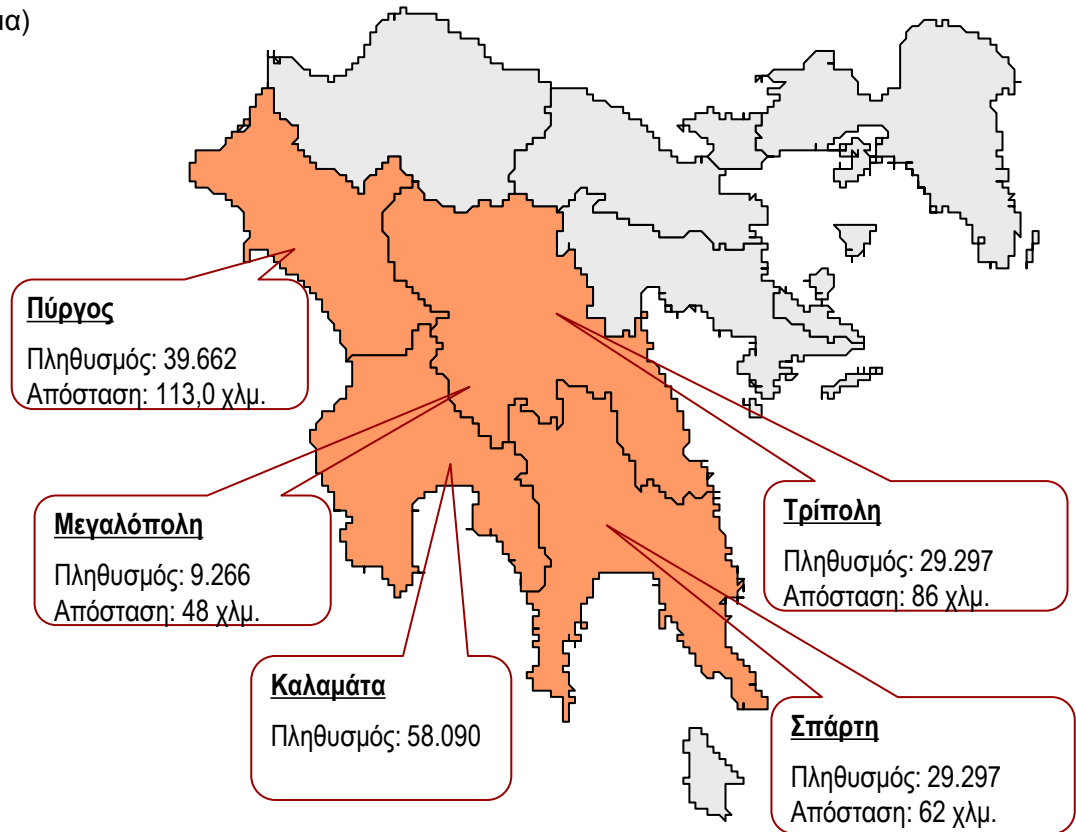 α)
Πύργος
Πληθυσμός: 39.662
Απόσταση: 113,0 χλμ.
Μεγαλόπολη
Πληθυσμός: 9.266
Απόσταση: 48 χλμ.
Καλαμάτα
Πληθυσμός: 58.090
Τρίπολη
Πληθυσμός: 29.297
Απόσταση: 86 χλμ.
Σπάρτη
Πληθυσμός: 29.297
Απόσταση: 62 χλμ.